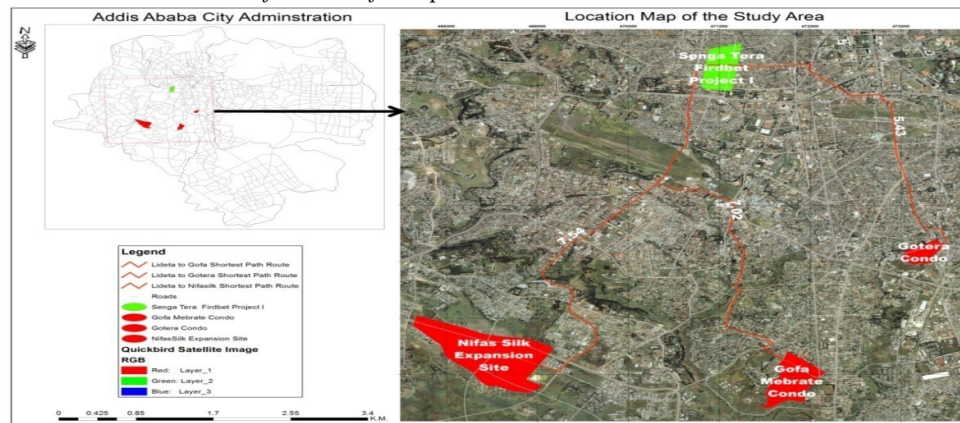 Addis Ababa City Adminstration
N
Legend
Lideta to Gofa Shortest Path Route
Lideta to Gotera Shortest Path Route
Lideta to Nifasilk Shortest Path Route
Roads
Senga Tera Firdbet Project I
Gofa Mebrate Condo
Gotera Condo
NifasSilk Expansion Site
Quickbird Satellite Image
RGB
Red: Layer_1
Green: Layer_2
Blue: Layer_3
0 0.425 0.85 1.7 2.55 3.4
K.M.
Location Map of the Study Area
Senga Tera
Firdbet
Project I
5.43
7.02
7.54
Gotera
Condo
Nifas Silk
Expansion
Site
Gofa
Mebrate
Condo